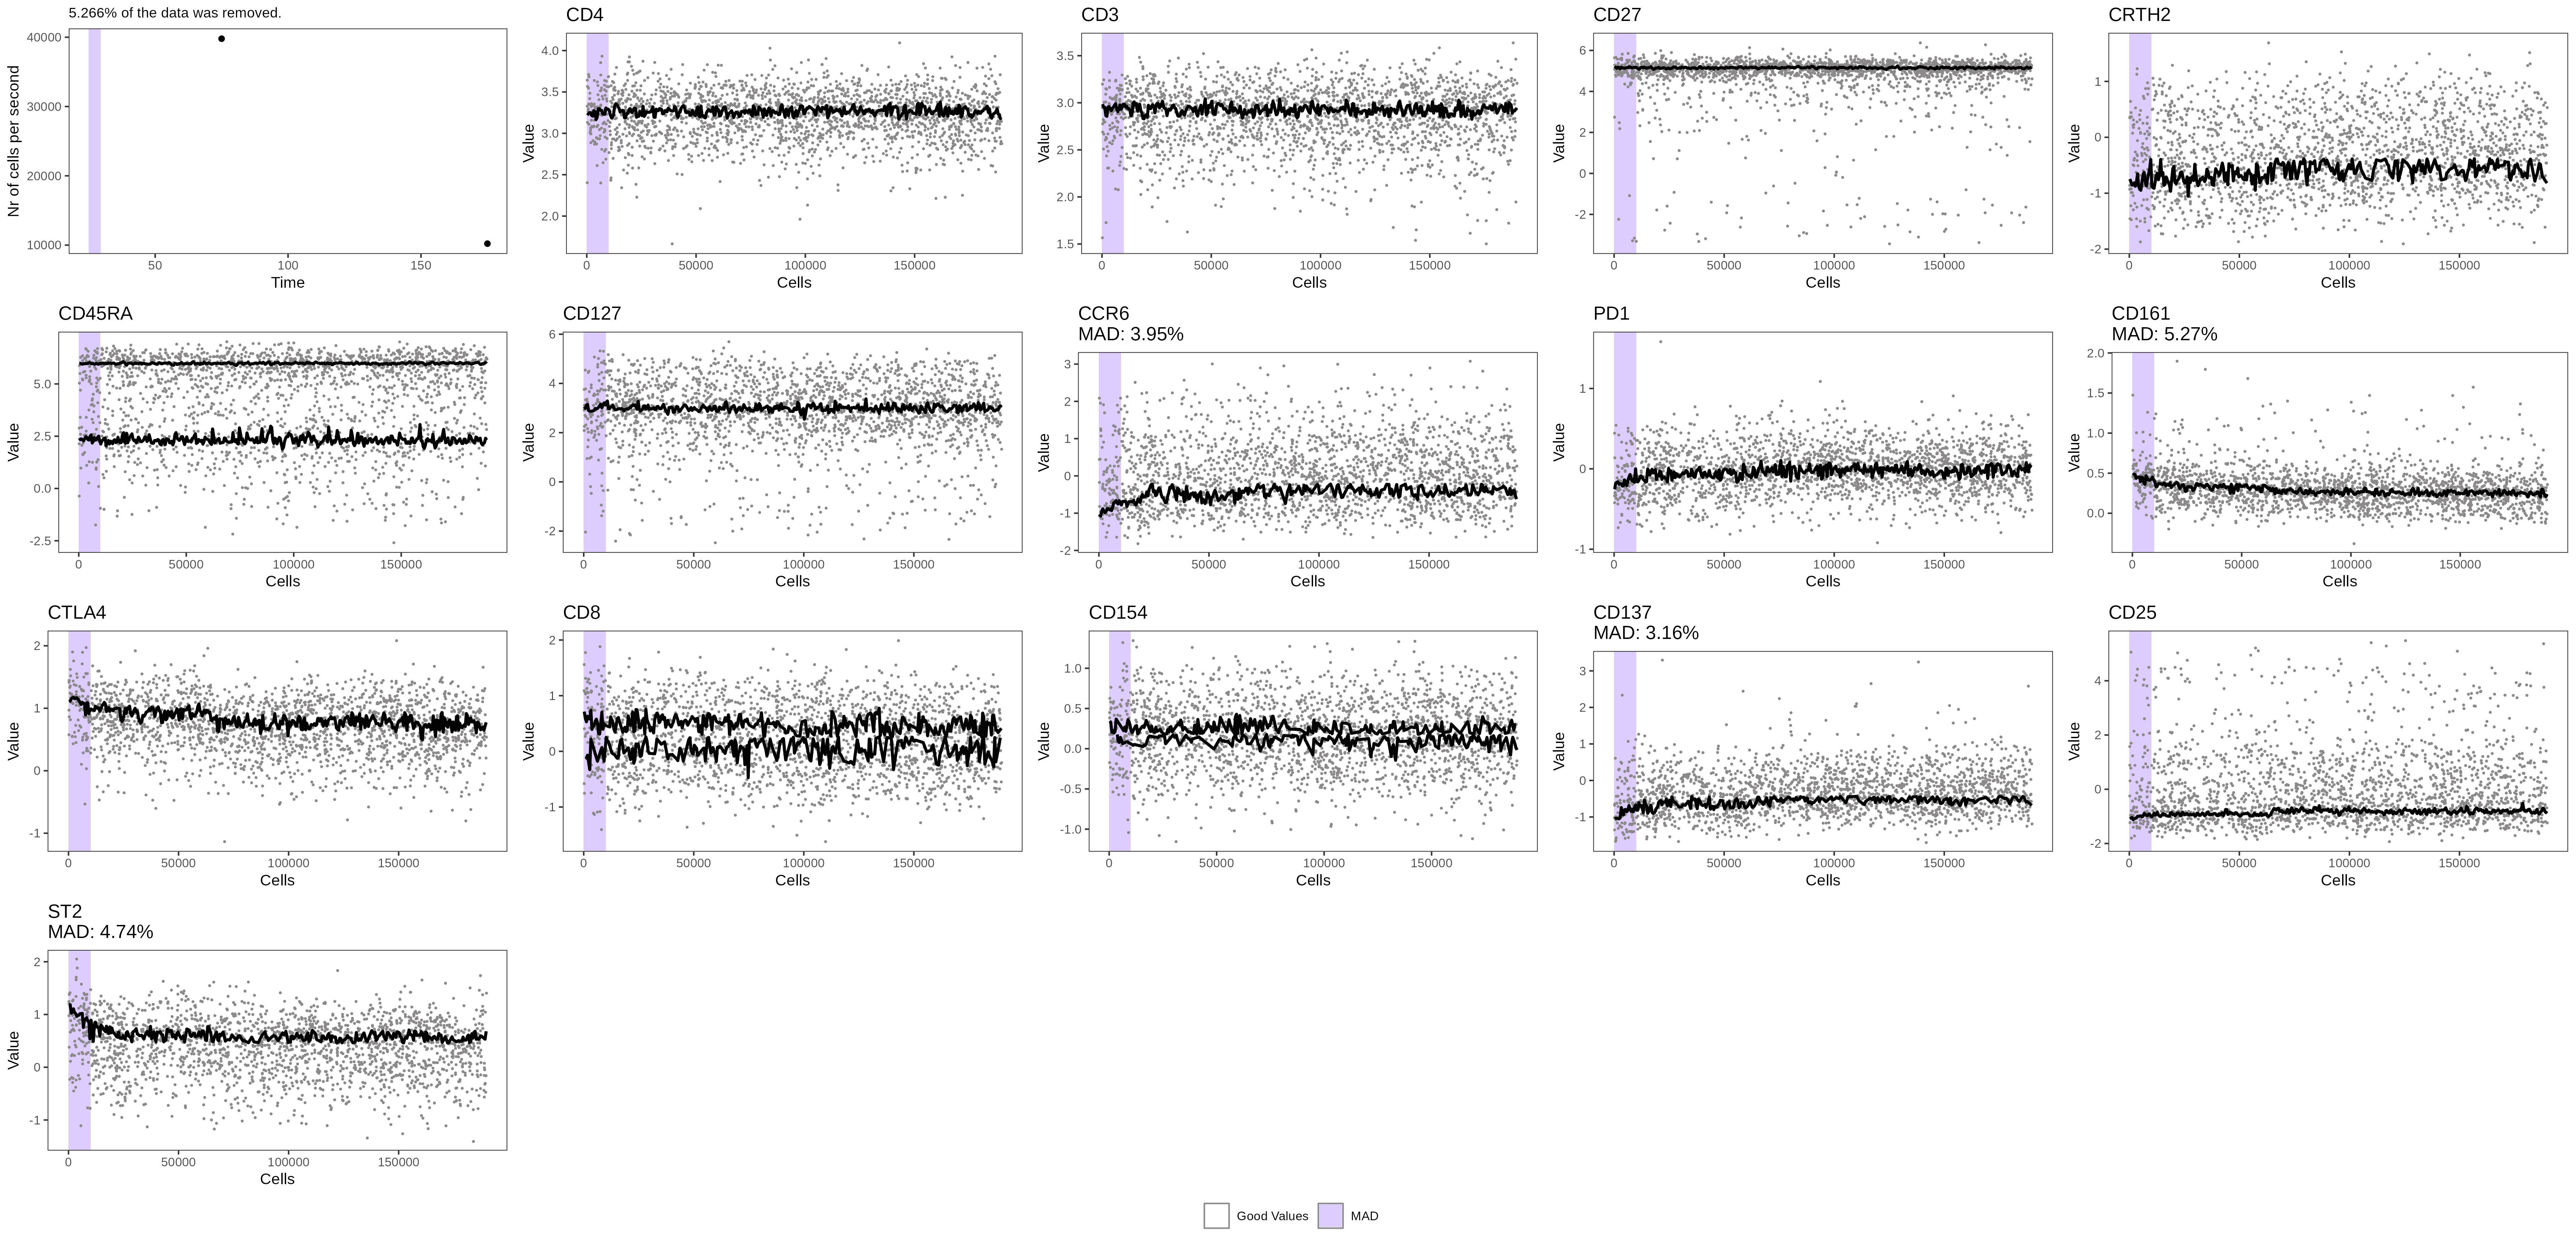 5.266% of the data was removed.
Nr of cells per second
40000
30000
20000
10000
50
100
150
Time
CD4
Value
4.0
3.5
3.0
2.5
2.0
0
50000
100000
150000
Cells
CD3
Value
3.5
3.0
2.5
2.0
1.5
0
50000
100000
150000
Cells
CD27
Value
6
4
2
0
-2
0
50000
100000
150000
Cells
CRTH2
Value
1
0
-1
-2
0
50000
100000
150000
Cells
CD45RA
Value
5.0
2.5
0.0
-2.5
0
50000
100000
150000
Cells
CD127
Value
6
4
2
0
-2
0
50000
100000
150000
Cells
CCR6
MAD: 3.95%
Value
3
2
1
0
-1
-2
0
50000
100000
150000
Cells
PD1
Value
1
0
-1
0
50000
100000
150000
Cells
CD161
MAD: 5.27%
Value
2.0
1.5
1.0
0.5
0.0
0
50000
100000
150000
Cells
CTLA4
Value
2
1
0
-1
0
50000
100000
150000
Cells
CD8
Value
2
1
0
-1
0
50000
100000
150000
Cells
CD154
Value
1.0
0.5
0.0
-0.5
-1.0
0
50000
100000
150000
Cells
CD137
MAD: 3.16%
Value
3
2
1
0
-1
0
50000
100000
150000
Cells
CD25
Value
4
2
0
-2
0
50000
100000
150000
Cells
ST2
MAD: 4.74%
Value
2
1
0
-1
0
50000
100000
150000
Cells
Good Values
MAD